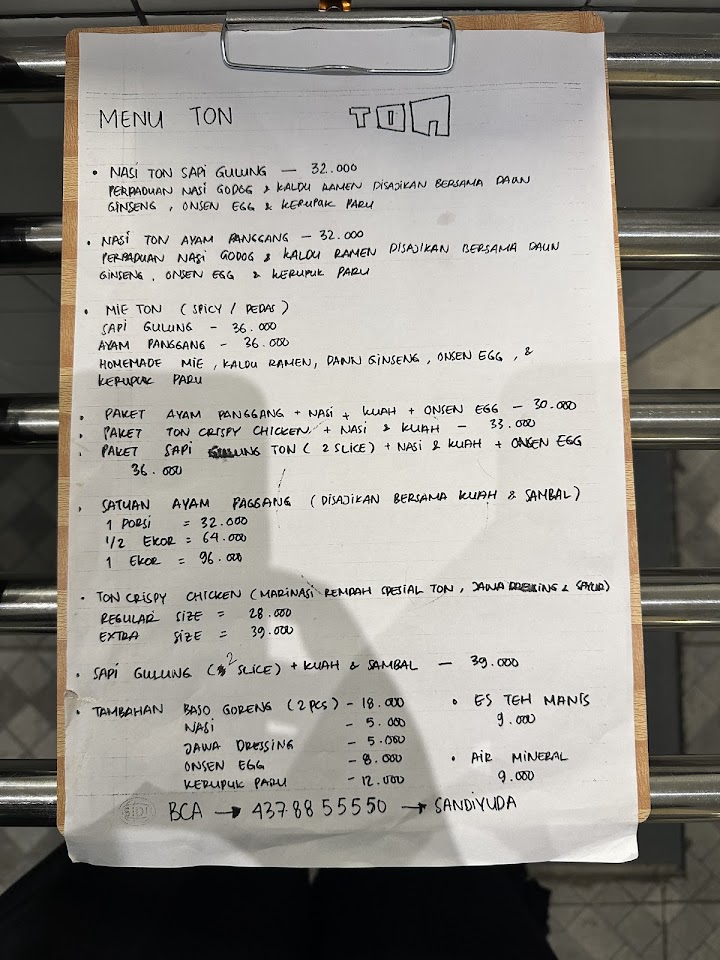 MENU TON
TON
• NASI TON SAPI GULUNG — 32.000
PERPADUAN NASI GODOG & KALDU RAMEN DISAJIKAN BERSAMA DAUN
GINSENG, ONSEN EGG & KERUPUK PARU
• NASI TON AYAM PANGGANG — 32.000
PERPADUAN NASI GODOG & KALDU RAMEN DISAJIKAN BERSAMA DAUN
GINSENG, ONSEN EGG & KERUPUK PARU
• MIE TON (SPICY / PEDAS)
SAPI GULUNG - 36.000
AYAM PANGGANG - 36.000
HOMEMADE MIE, KALDU RAMEN, DAUN GINSENG, ONSEN EGG, &
KERUPUK PARU
• PAKET AYAM PANGGANG + NASI + KUAH + ONSEN EGG — 30.000
• PAKET TON CRISPY CHICKEN + NASI & KUAH — 33.000
• PAKET SAPI GULUNG TON (2 SLICE) + NASI & KUAH + ONSEN EGG
36.000
• SATUAN AYAM PAGGANG (DISAJIKAN BERSAMA KUAH & SAMBAL)
1 PORSI = 32.000
1/2 EKOR = 64.000
1 EKOR = 96.000
• TON CRISPY CHICKEN (MARINASI REMPAH SPESIAL TON, JAWA DRESSING & SAYUR)
REGULAR SIZE = 28.000
EXTRA SIZE = 39.000
• SAPI GULUNG (2 SLICE) + KUAH & SAMBAL — 39.000
• TAMBAHAN BASO GORENG (2 PCS) - 18.000
NASI - 5.000
JAWA DRESSING - 5.000
ONSEN EGG - 8.000
KERUPUK PARU - 12.000
• ES TEH MANIS
9.000
• AIR MINERAL
9.000
BCA → 437 88 55550 → SANDIYUDA